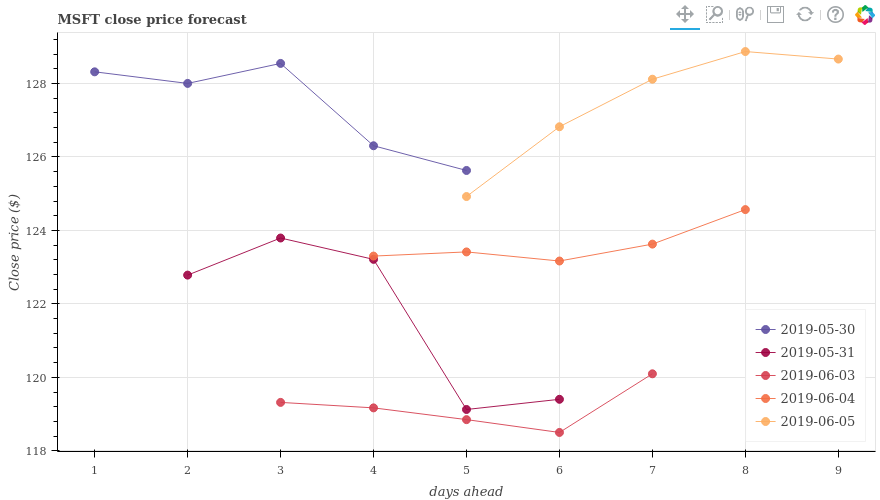 MSFT close price forecast
128
126
124
122
120
118
Close price ($)
1 2 3 4 5 6 7 8 9
days ahead
2019-05-30
2019-05-31
2019-06-03
2019-06-04
2019-06-05